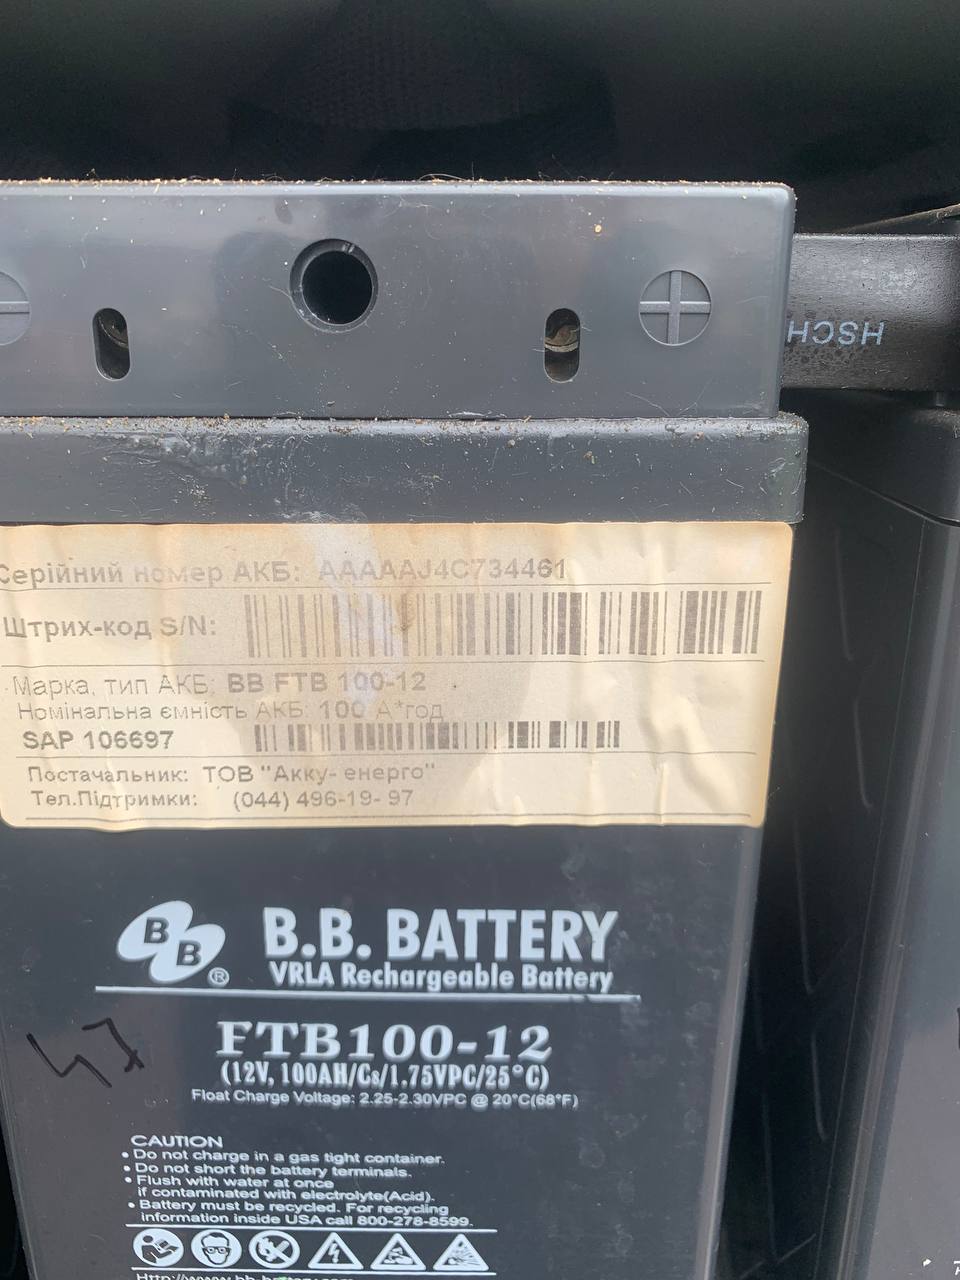 HSCH
Серійний номер АКБ: AAAAAJ4C734461
Штрих-код S/N:
Марка, тип АКБ: BB FTB 100-12
Номінальна ємність АКБ: 100 А*год
SAP 106697
Постачальник: ТОВ "Акку- енерго"
Тел.Підтримки: (044) 496-19- 97
BB®
B.B. BATTERY
VRLA Rechargeable Battery
47
FTB100-12
(12V, 100AH/C8/1.75VPC/25°C)
Float Charge Voltage: 2.25-2.30VPC @ 20°C(68°F)
CAUTION
• Do not charge in a gas tight container.
• Do not short the battery terminals.
• Flush with water at once
if contaminated with electrolyte(Acid).
• Battery must be recycled. For recycling
information inside USA call 800-278-8599.